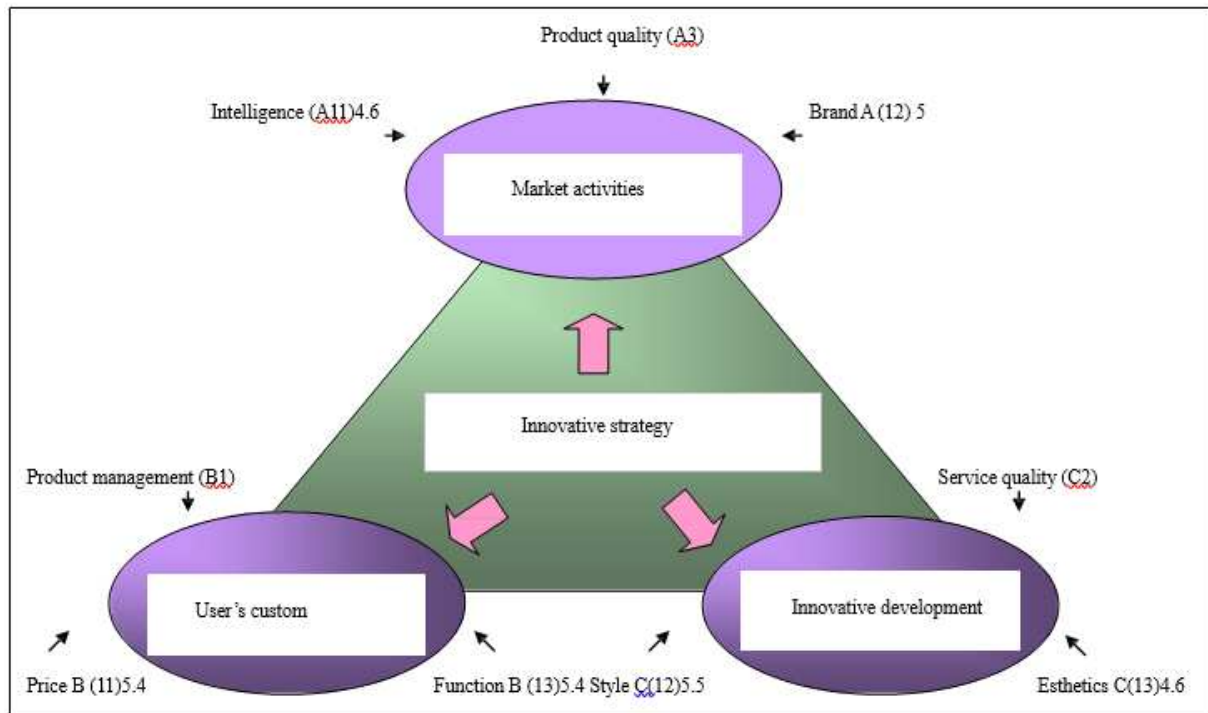 Product quality (A3)
Intelligence (A11)4.6
Brand A (12) 5
Market activities
Innovative strategy
Product management (B1)
Service quality (C2)
User’s custom
Innovative development
Price B (11)5.4
Function B (13)5.4 Style C(12)5.5
Esthetics C(13)4.6